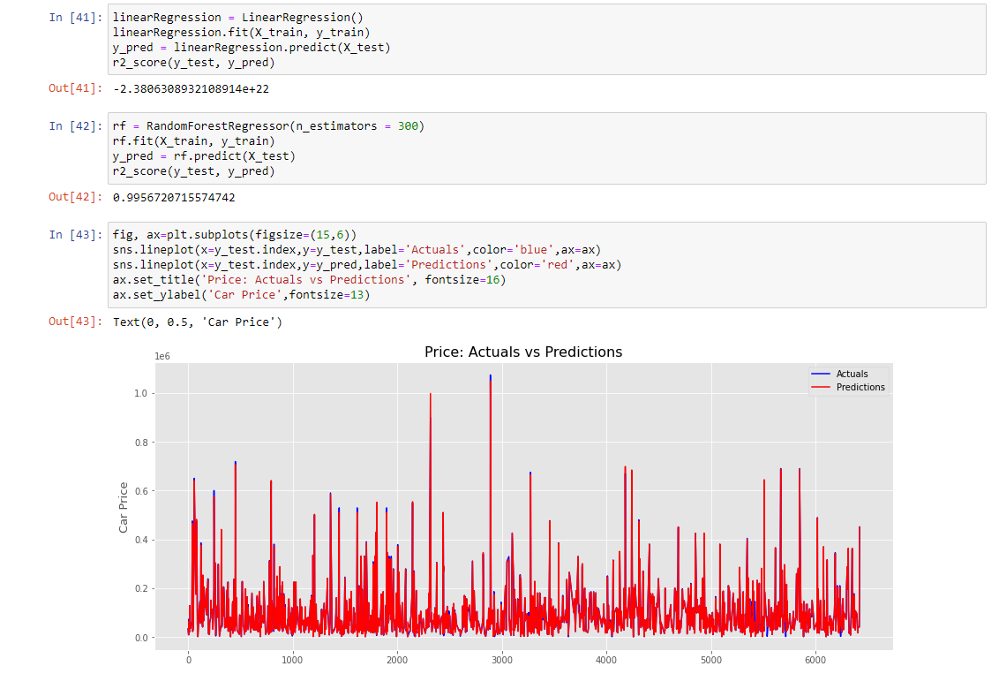 In [41]: linearRegression = LinearRegression()
linearRegression.fit(X_train, y_train)
y_pred = linearRegression.predict(X_test)
r2_score(y_test, y_pred)
Out[41]: -2.3806308932108914e+22
In [42]: rf = RandomForestRegressor(n_estimators = 300)
rf.fit(X_train, y_train)
y_pred = rf.predict(X_test)
r2_score(y_test, y_pred)
Out[42]: 0.9956720715574742
In [43]: fig, ax=plt.subplots(figsize=(15,6))
sns.lineplot(x=y_test.index,y=y_test,label='Actuals',color='blue',ax=ax)
sns.lineplot(x=y_test.index,y=y_pred,label='Predictions',color='red',ax=ax)
ax.set_title('Price: Actuals vs Predictions', fontsize=16)
ax.set_ylabel('Car Price',fontsize=13)
Out[43]: Text(0, 0.5, 'Car Price')
Price: Actuals vs Predictions
1e6
Actuals
Predictions
1.0
0.8
0.6
0.4
0.2
0.0
Car Price
0 1000 2000 3000 4000 5000 6000